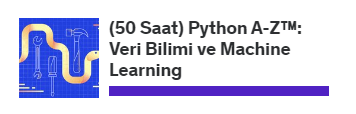 (50 Saat) Python A-Z™:
Veri Bilimi ve Machine
Learning